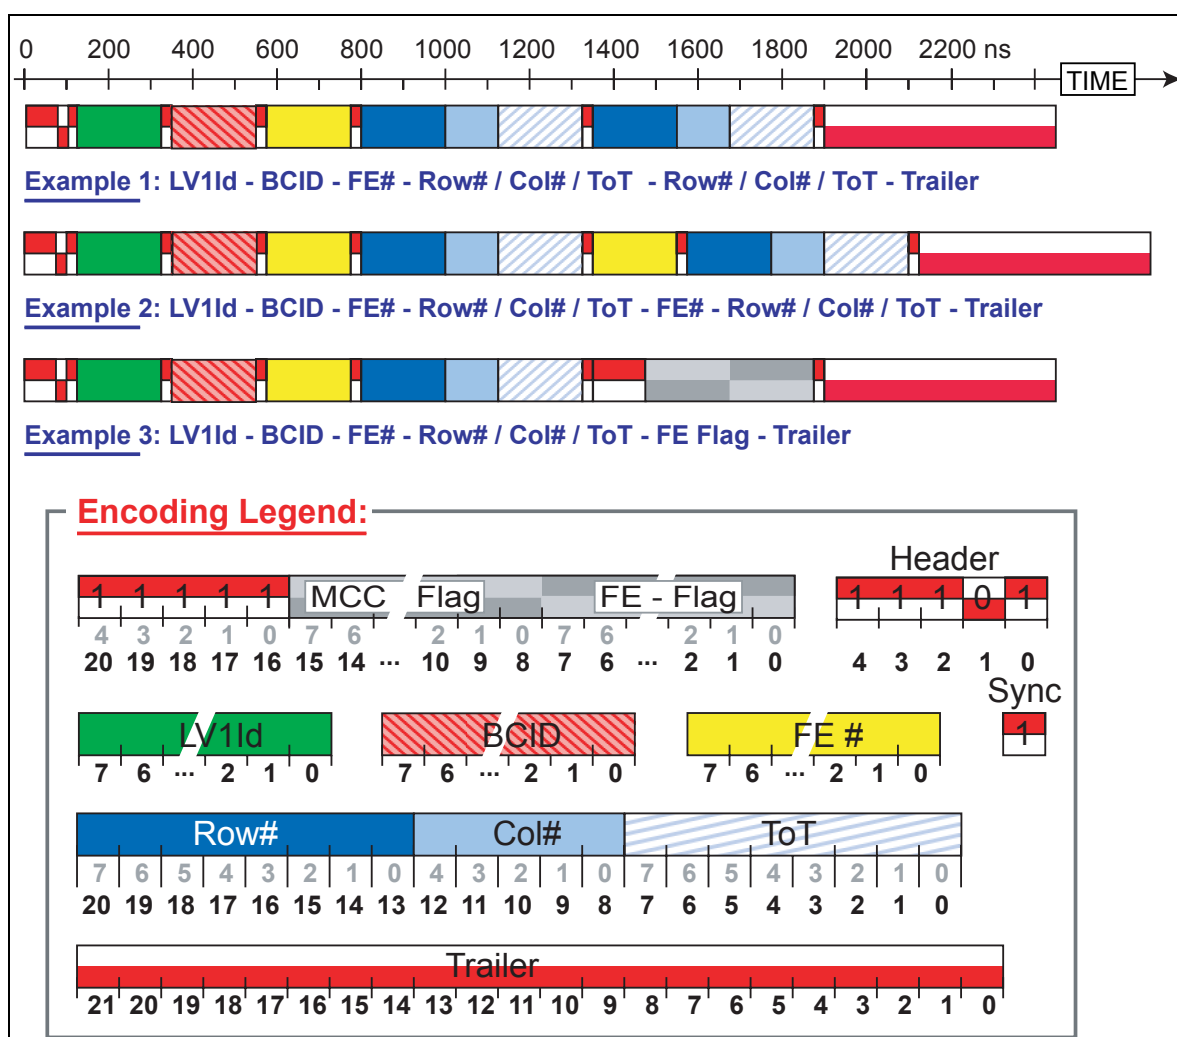 0 200 400 600 800 1000 1200 1400 1600 1800 2000 2200 ns
TIME
Example 1: LV1Id - BCID - FE# - Row# / Col# / ToT - Row# / Col# / ToT - Trailer
Example 2: LV1Id - BCID - FE# - Row# / Col# / ToT - FE# - Row# / Col# / ToT - Trailer
Example 3: LV1Id - BCID - FE# - Row# / Col# / ToT - FE Flag - Trailer
Encoding Legend:
Header
1 1 1 1 1 MCC Flag FE - Flag
1 1 1 0 1
4 3 2 1 0 7 6 2 1 0 7 6 2 1 0
20 19 18 17 16 15 14 ... 10 9 8 7 6 ... 2 1 0
4 3 2 1 0
Sync
1
LV1Id
7 6 ... 2 1 0
BCID
7 6 ... 2 1 0
FE #
7 6 ... 2 1 0
Row# Col# ToT
7 6 5 4 3 2 1 0 4 3 2 1 0 7 6 5 4 3 2 1 0
20 19 18 17 16 15 14 13 12 11 10 9 8 7 6 5 4 3 2 1 0
Trailer
21 20 19 18 17 16 15 14 13 12 11 10 9 8 7 6 5 4 3 2 1 0